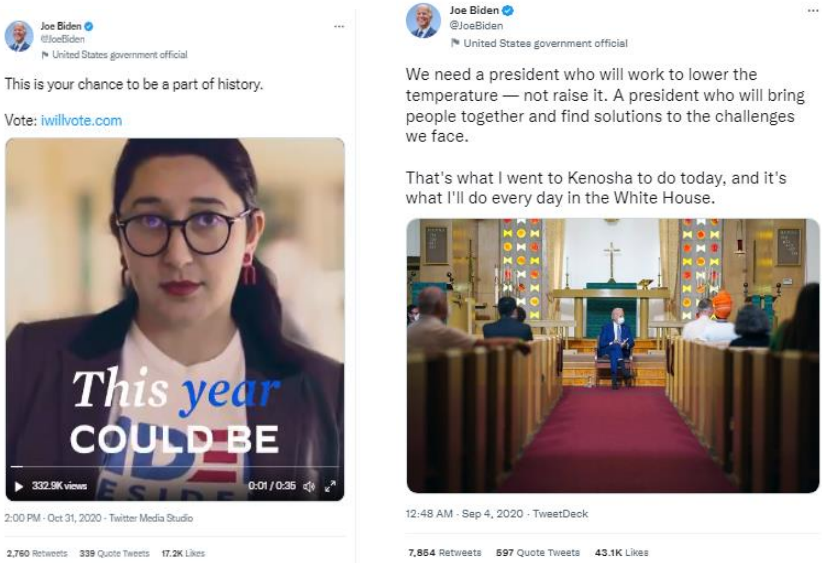 Joe Biden
@JoeBiden
United States government official
This is your chance to be a part of history.
Vote: iwillvote.com
This year
COULD BE
332.9K views
0:01 / 0:35
2:00 PM · Oct 31, 2020 · Twitter Media Studio
2,760 Retweets 339 Quote Tweets 17.2K Likes
Joe Biden
@JoeBiden
United States government official
We need a president who will work to lower the
temperature — not raise it. A president who will bring
people together and find solutions to the challenges
we face.
That's what I went to Kenosha to do today, and it's
what I'll do every day in the White House.
12:48 AM · Sep 4, 2020 · TweetDeck
7,854 Retweets 597 Quote Tweets 43.1K Likes